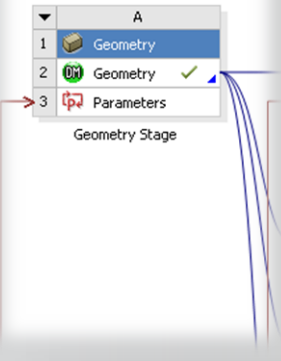 A
1 Geometry
2 DM Geometry
3 P Parameters
Geometry Stage